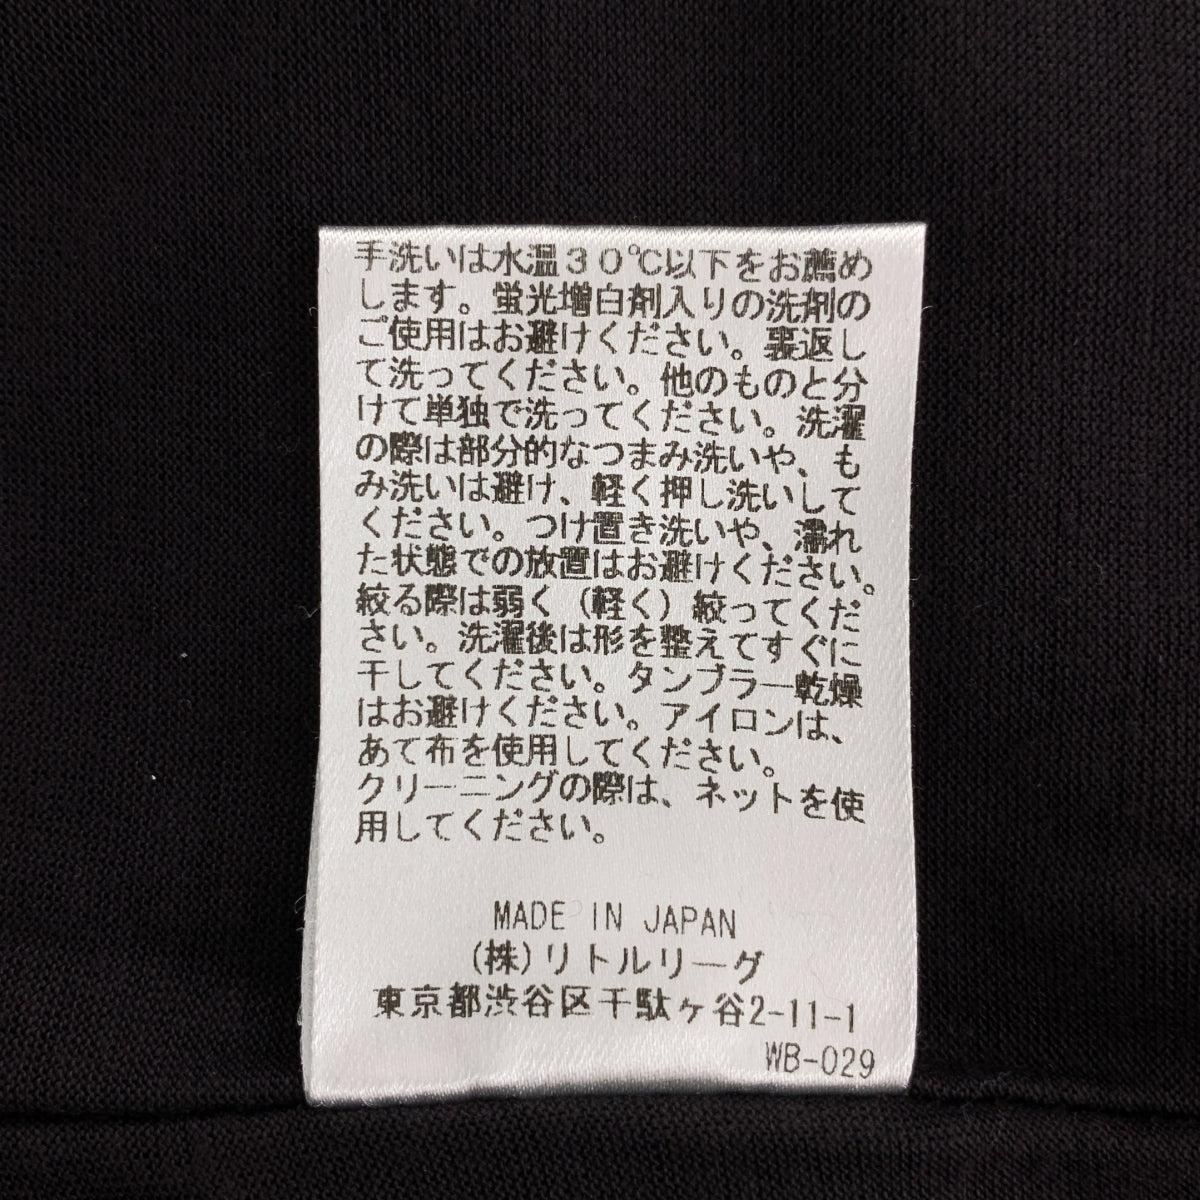 手洗いは水温３０℃以下をお薦め
します。蛍光増白剤入りの洗剤の
ご使用はお避けください。裏返し
て洗ってください。他のものと分
けて単独で洗ってください。洗濯
の際は部分的なつまみ洗いや、も
み洗いは避け、軽く押し洗いして
ください。つけ置き洗いや、濡れ
た状態での放置はお避けください。
絞る際は弱く（軽く）絞ってくだ
さい。洗濯後は形を整えてすぐに
干してください。タンブラー乾燥
はお避けください。アイロンは、
あて布を使用してください。
クリーニングの際は、ネットを使
用してください。
MADE IN JAPAN
(株)リトルリーグ
東京都渋谷区千駄ヶ谷2-11-1
WB-029